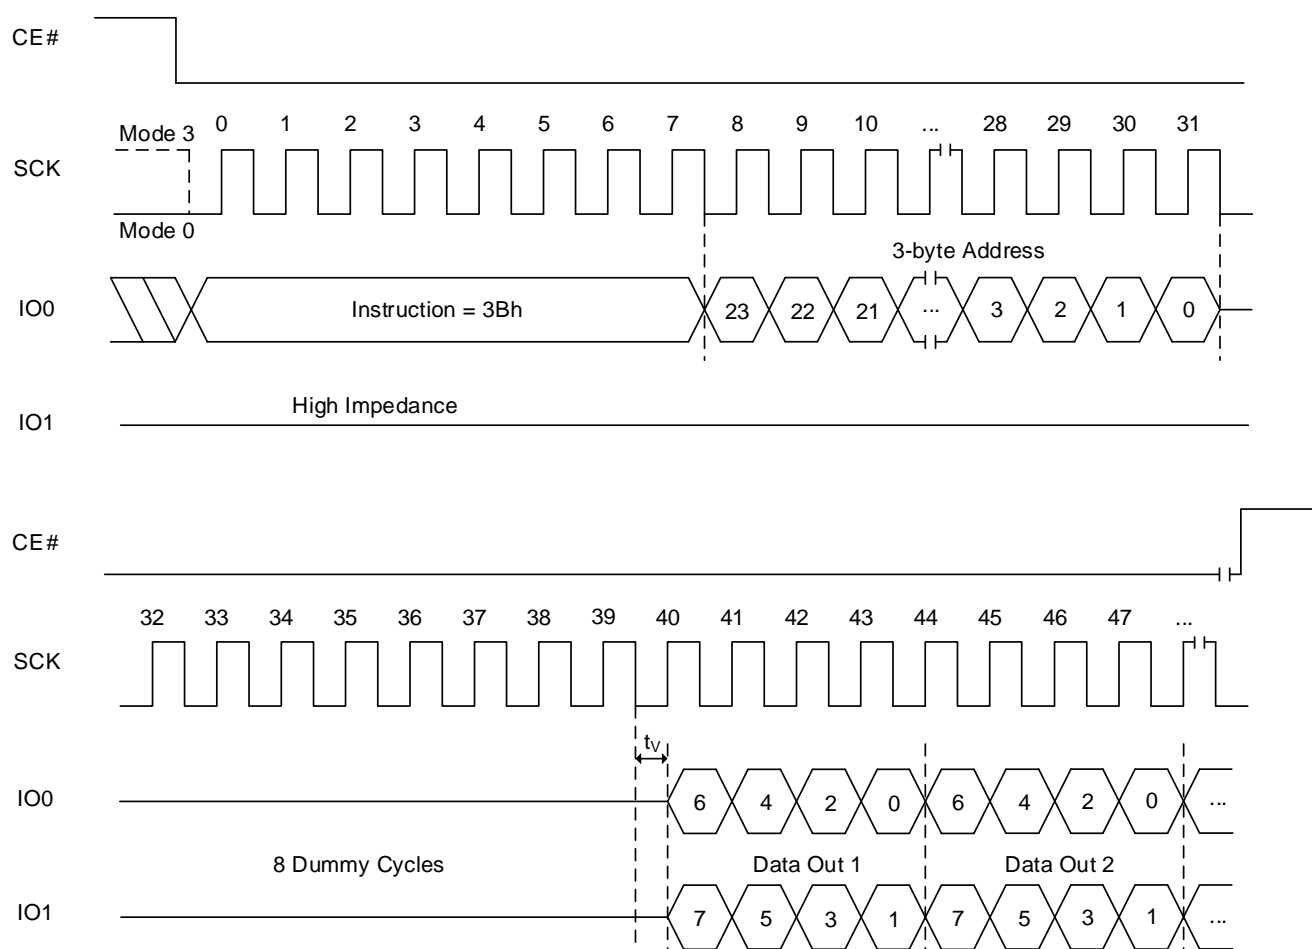 CE#
Mode 3 0 1 2 3 4 5 6 7 8 9 10 ... 28 29 30 31
SCK
Mode 0
3-byte Address
IO0 Instruction = 3Bh 23 22 21 ... 3 2 1 0
High Impedance
IO1
CE#
32 33 34 35 36 37 38 39 40 41 42 43 44 45 46 47 ...
SCK
tV
IO0 6 4 2 0 6 4 2 0 ...
8 Dummy Cycles Data Out 1 Data Out 2
IO1 7 5 3 1 7 5 3 1 ...